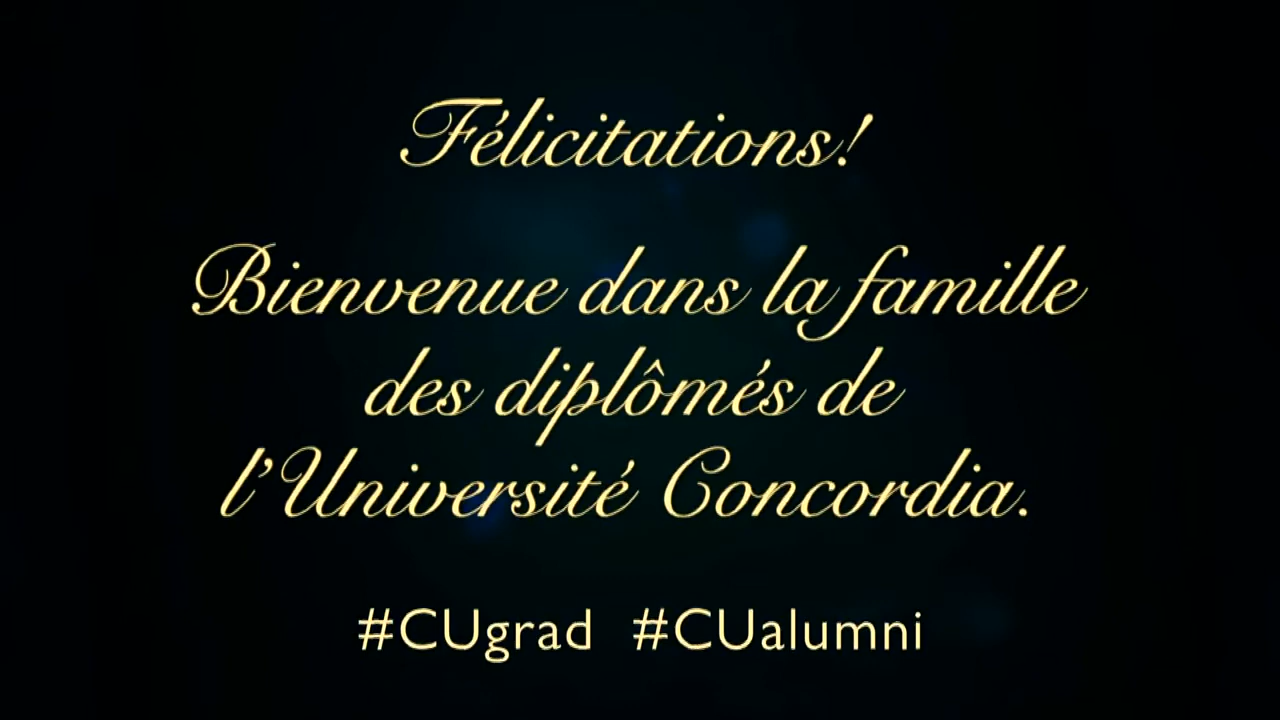 Félicitations!
Bienvenue dans la famille
des diplômés de
l’Université Concordia.
#CUgrad #CUalumni